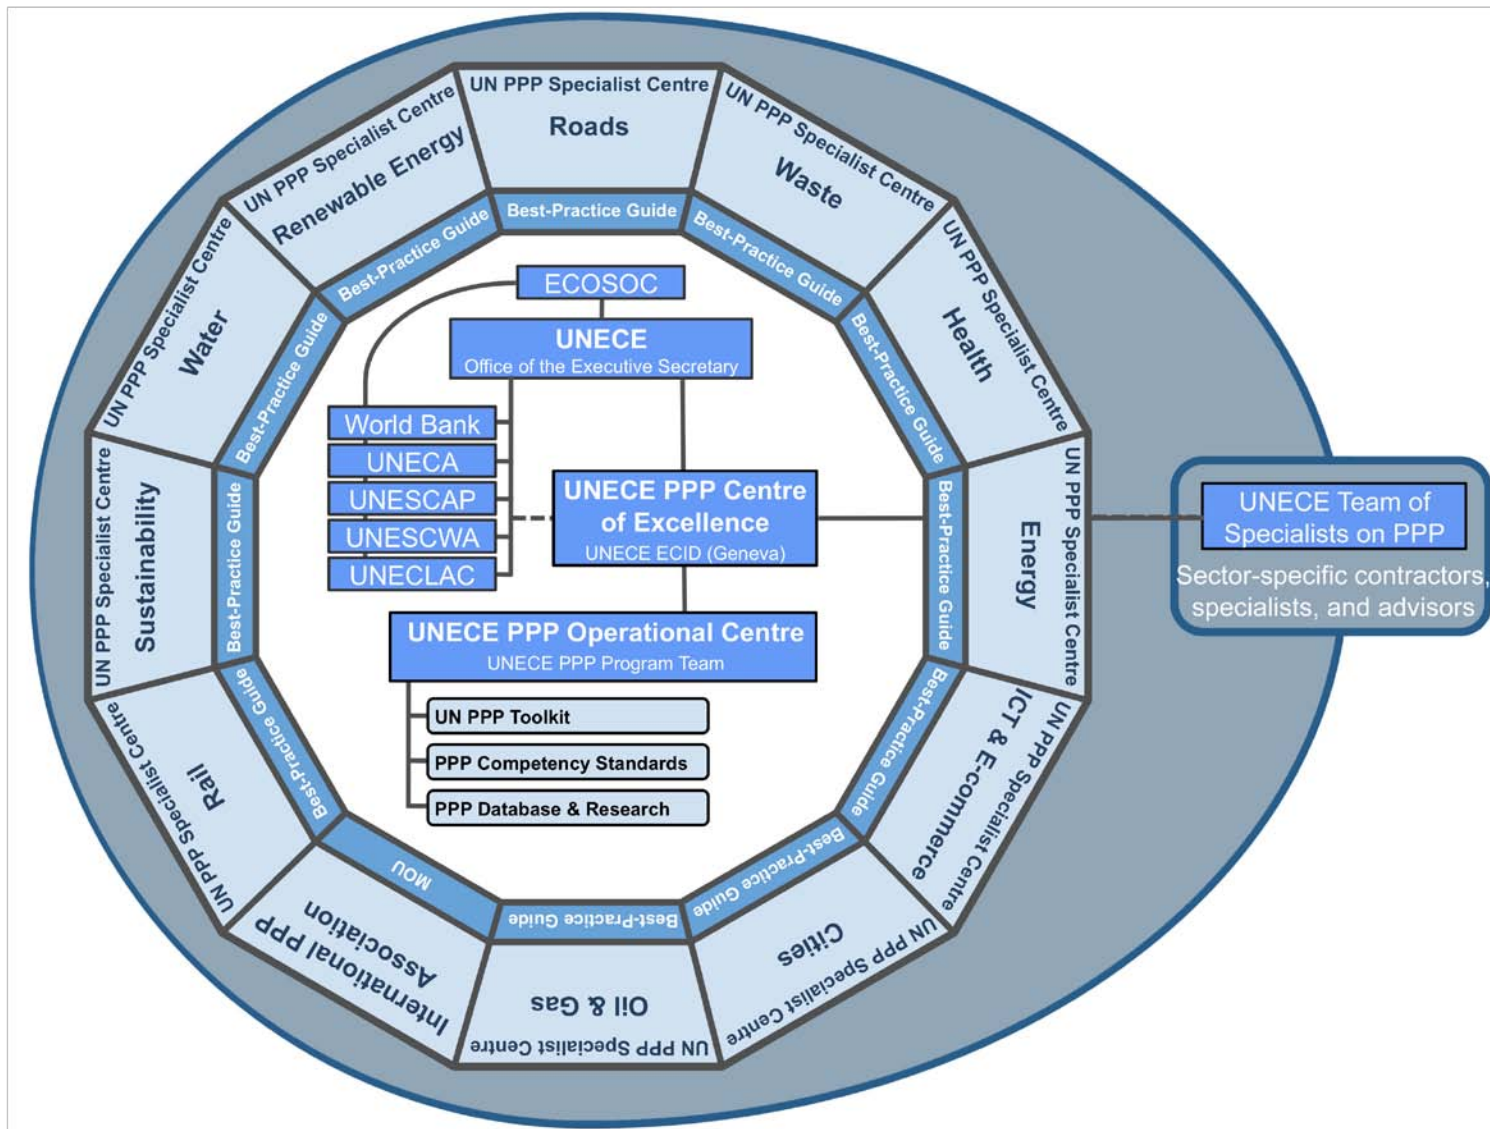 UN PPP Specialist Centre
Roads
Best-Practice Guide
UN PPP Specialist Centre
Waste
Best-Practice Guide
UN PPP Specialist Centre
Health
Best-Practice Guide
UN PPP Specialist Centre
Energy
Best-Practice Guide
UN PPP Specialist Centre
ICT & E-commerce
Best-Practice Guide
UN PPP Specialist Centre
Cities
Best-Practice Guide
UN PPP Specialist Centre
Oil & Gas
Best-Practice Guide
International PPP
Association
MOU
UN PPP Specialist Centre
Rail
Best-Practice Guide
UN PPP Specialist Centre
Sustainability
Best-Practice Guide
UN PPP Specialist Centre
Water
Best-Practice Guide
UN PPP Specialist Centre
Renewable Energy
Best-Practice Guide
ECOSOC
UNECE
Office of the Executive Secretary
World Bank
UNECA
UNESCAP
UNESCWA
UNECLAC
UNECE PPP Centre
of Excellence
UNECE ECID (Geneva)
UNECE PPP Operational Centre
UNECE PPP Program Team
UN PPP Toolkit
PPP Competency Standards
PPP Database & Research
UNECE Team of
Specialists on PPP
Sector-specific contractors,
specialists, and advisors